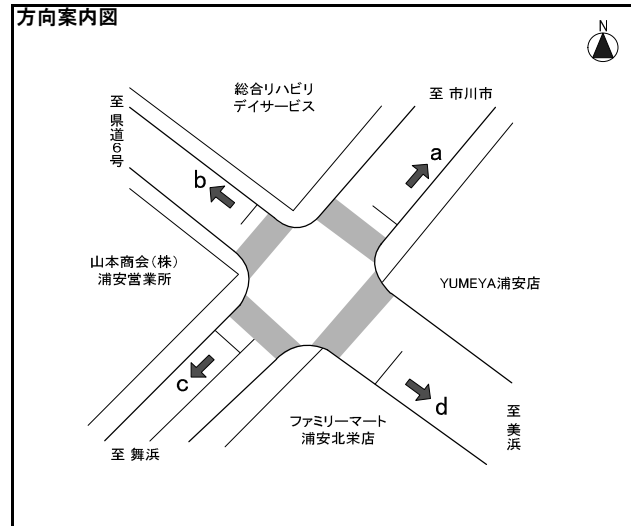 方向案内図
N
総合リハビリ
デイサービス
至 市川市
至 県道6号
a
b
山本商会(株)
浦安営業所
YUMEYA浦安店
c
d
ファミリーマート
浦安北栄店
至 美浜
至 舞浜